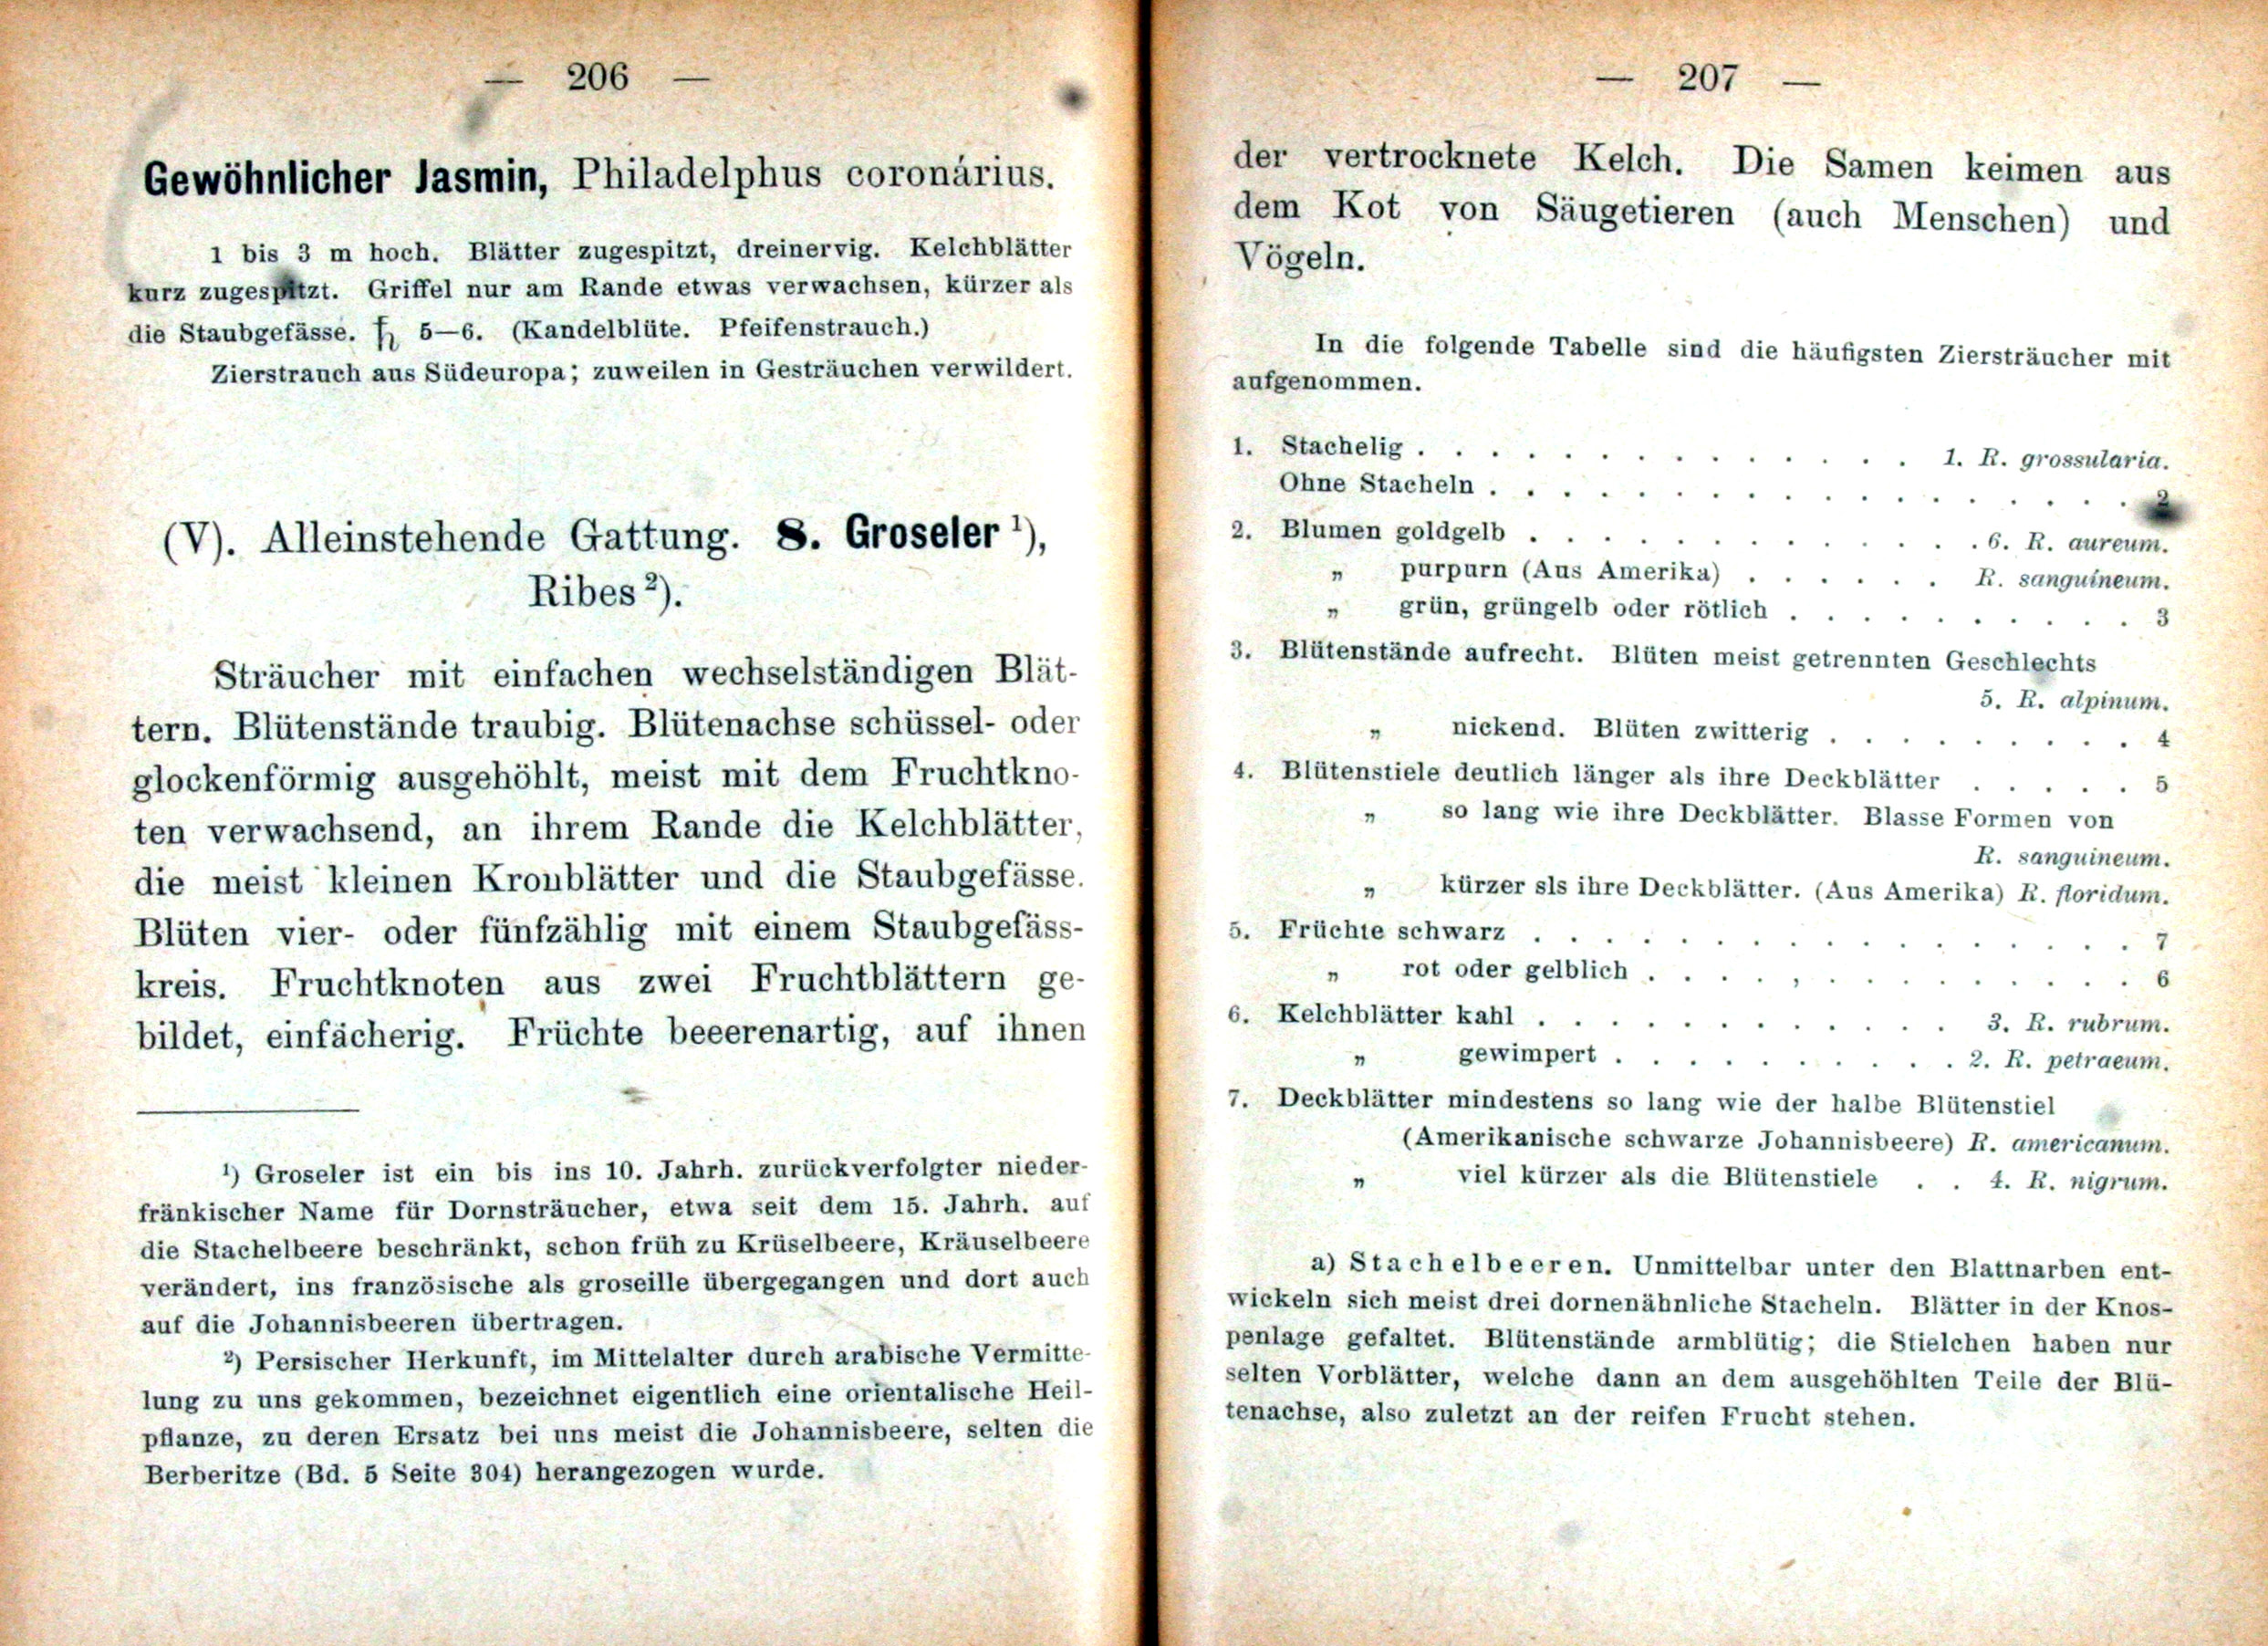 — 206 —
Gewöhnlicher Jasmin, Philadelphus coronárius.
1 bis 3 m hoch. Blätter zugespitzt, dreinervig. Kelchblätter
kurz zugespitzt. Griffel nur am Rande etwas verwachsen, kürzer als
die Staubgefässe. 5—6. (Kandelblüte. Pfeifenstrauch.)
Zierstrauch aus Südeuropa; zuweilen in Gesträuchen verwildert.
(V). Alleinstehende Gattung. 8. Groseler ¹),
Ribes ²).
Sträucher mit einfachen wechselständigen Blät-
tern. Blütenstände traubig. Blütenachse schüssel- oder
glockenförmig ausgehöhlt, meist mit dem Fruchtkno-
ten verwachsend, an ihrem Rande die Kelchblätter,
die meist kleinen Kronblätter und die Staubgefässe.
Blüten vier- oder fünfzählig mit einem Staubgefäss-
kreis. Fruchtknoten aus zwei Fruchtblättern ge-
bildet, einfächerig. Früchte beeerenartig, auf ihnen
¹) Groseler ist ein bis ins 10. Jahrh. zurückverfolgter nieder-
fränkischer Name für Dornsträucher, etwa seit dem 15. Jahrh. auf
die Stachelbeere beschränkt, schon früh zu Krüselbeere, Kräuselbeere
verändert, ins französische als groseille übergegangen und dort auch
auf die Johannisbeeren übertragen.
²) Persischer Herkunft, im Mittelalter durch arabische Vermitte-
lung zu uns gekommen, bezeichnet eigentlich eine orientalische Heil-
pflanze, zu deren Ersatz bei uns meist die Johannisbeere, selten die
Berberitze (Bd. 5 Seite 304) herangezogen wurde.
— 207 —
der vertrocknete Kelch. Die Samen keimen aus
dem Kot von Säugetieren (auch Menschen) und
Vögeln.
In die folgende Tabelle sind die häufigsten Ziersträucher mit
aufgenommen.
1. Stachelig . . . . . . . . . . . . . . 1. R. grossularia.
Ohne Stacheln . . . . . . . . . . . . . . . . . . 2
2. Blumen goldgelb . . . . . . . . . . . . . 6. R. aureum.
„ purpurn (Aus Amerika) . . . . . . R. sanguineum.
„ grün, grüngelb oder rötlich . . . . . . . . . . 3
3. Blütenstände aufrecht. Blüten meist getrennten Geschlechts
5. R. alpinum.
„ nickend. Blüten zwitterig . . . . . . . . . 4
4. Blütenstiele deutlich länger als ihre Deckblätter . . . . . 5
„ so lang wie ihre Deckblätter. Blasse Formen von
R. sanguineum.
„ kürzer sls ihre Deckblätter. (Aus Amerika) R. floridum.
5. Früchte schwarz . . . . . . . . . . . . . . . . . 7
„ rot oder gelblich . . . . . . . . . . . . . . 6
6. Kelchblätter kahl . . . . . . . . . . . . 3. R. rubrum.
„ gewimpert . . . . . . . . . . 2. R. petraeum.
7. Deckblätter mindestens so lang wie der halbe Blütenstiel
(Amerikanische schwarze Johannisbeere) R. americanum.
„ viel kürzer als die Blütenstiele . . 4. R. nigrum.
a) Stachelbeeren. Unmittelbar unter den Blattnarben ent-
wickeln sich meist drei dornenähnliche Stacheln. Blätter in der Knos-
penlage gefaltet. Blütenstände armblütig; die Stielchen haben nur
selten Vorblätter, welche dann an dem ausgehöhlten Teile der Blü-
tenachse, also zuletzt an der reifen Frucht stehen.